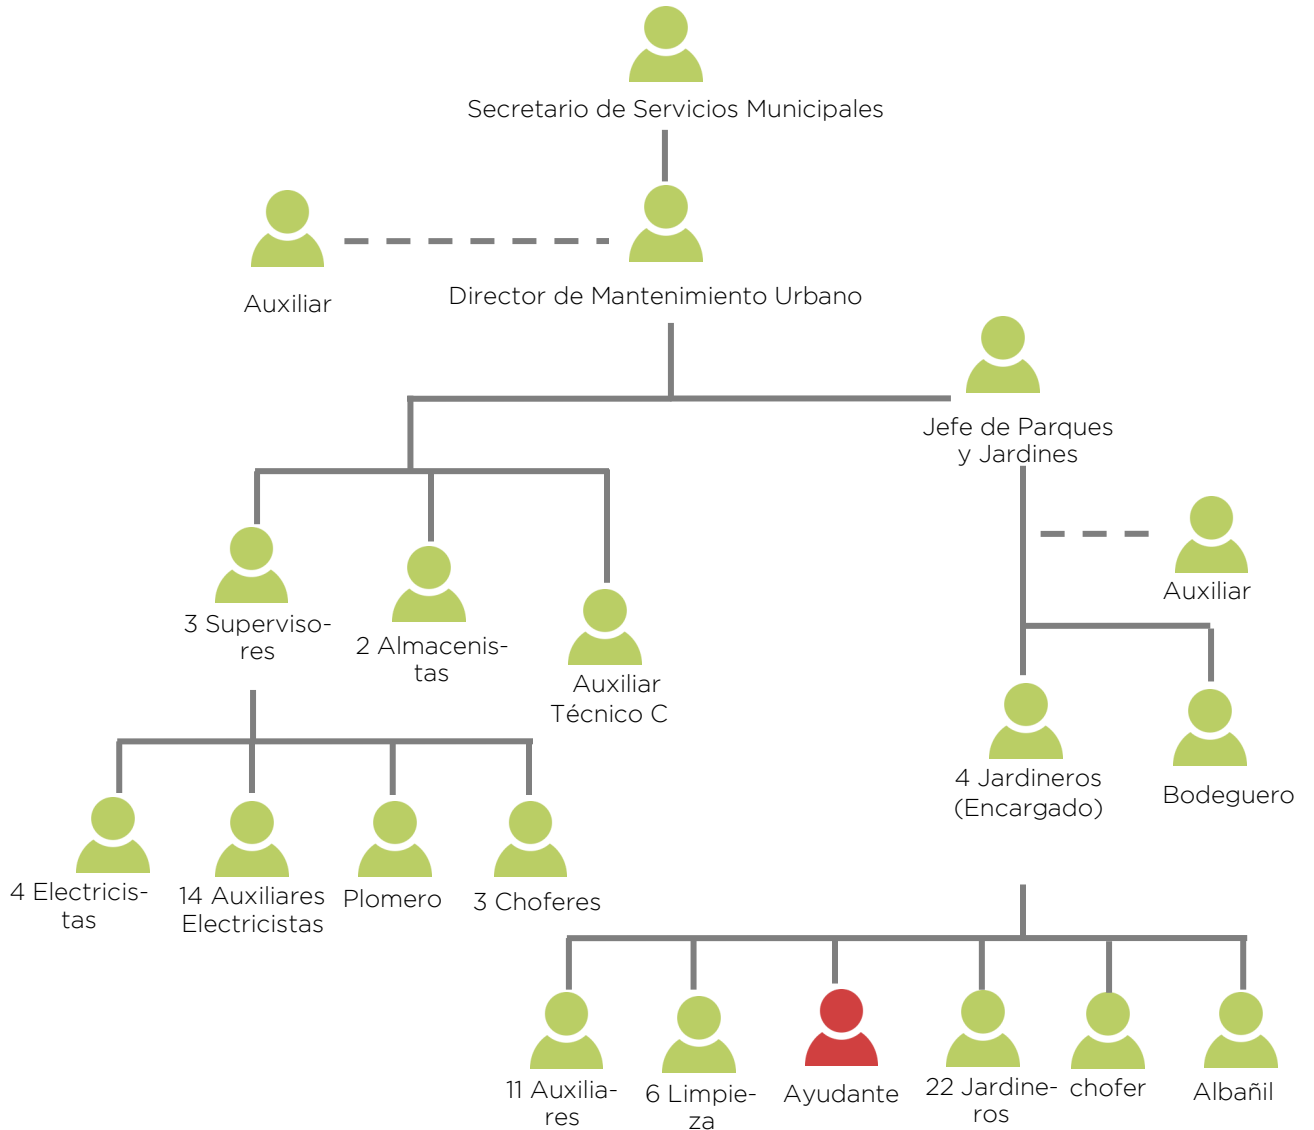 Secretario de Servicios Municipales
Auxiliar
Director de Mantenimiento Urbano
Jefe de Parques
y Jardines
Auxiliar
3 Superviso-
res
2 Almacenis-
tas
Auxiliar
Técnico C
4 Jardineros
(Encargado)
Bodeguero
4 Electricis-
tas
14 Auxiliares
Electricistas
Plomero
3 Choferes
11 Auxilia-
res
6 Limpie-
za
Ayudante
22 Jardine-
ros
chofer
Albañil